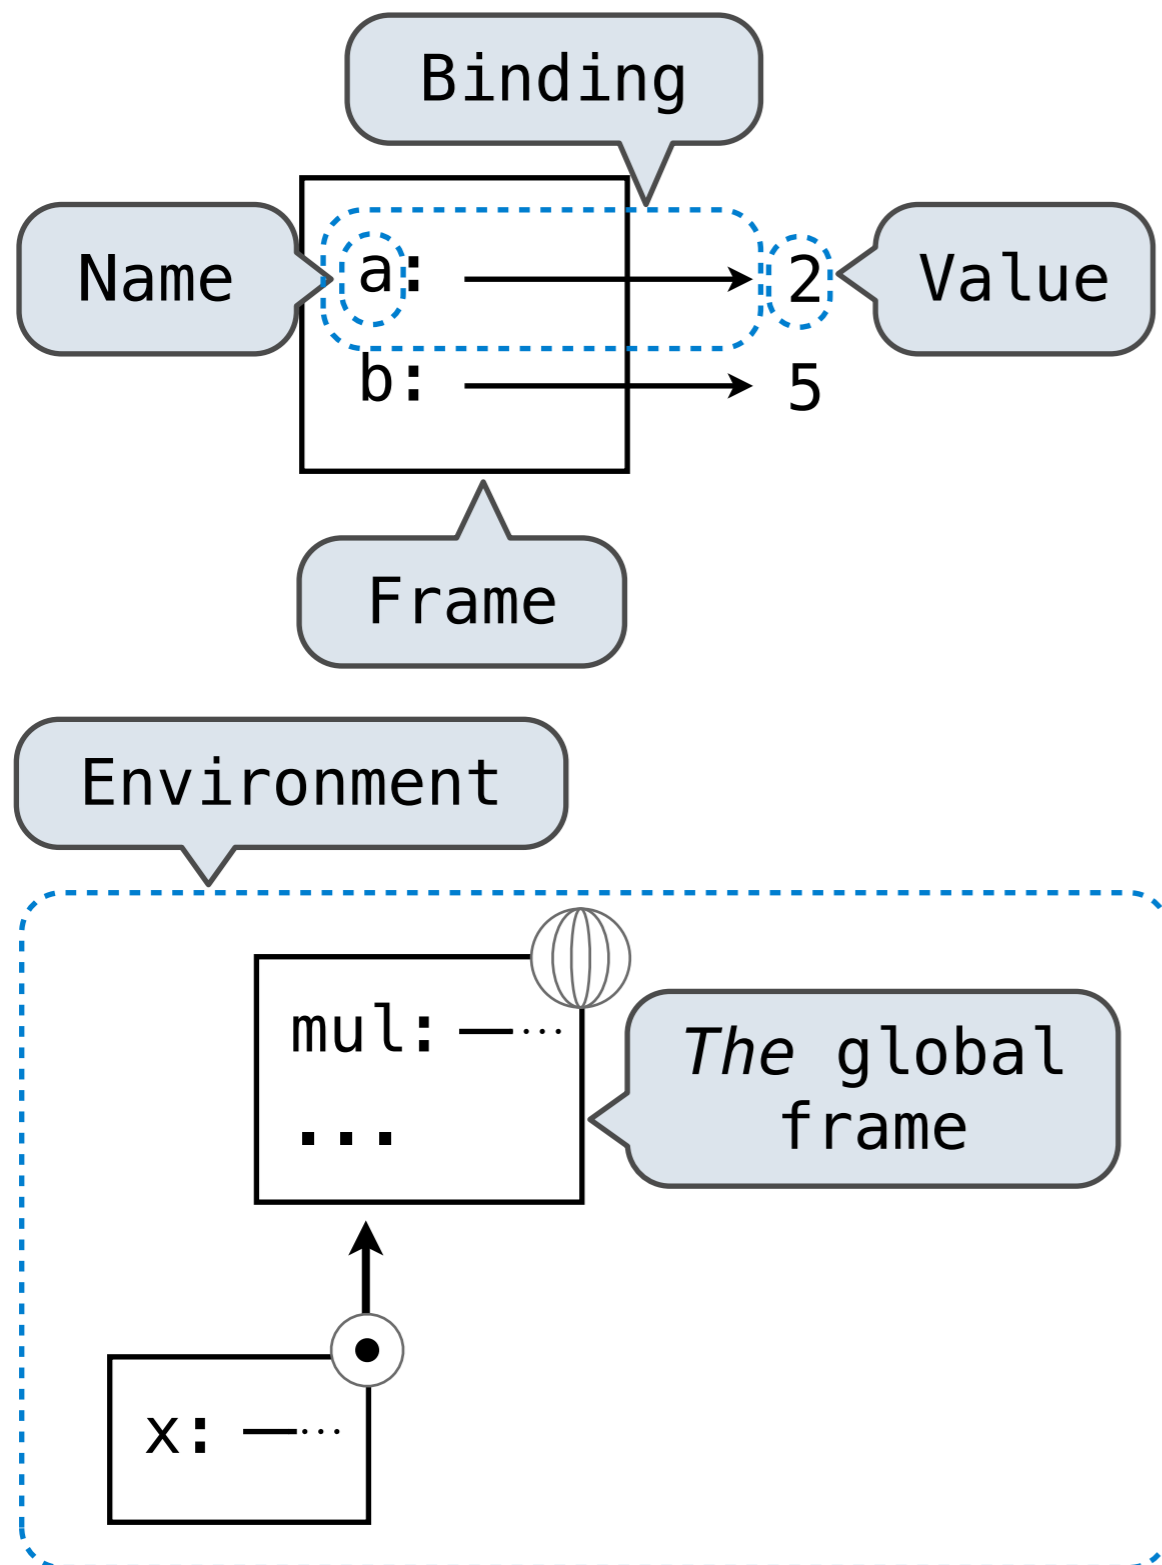 Binding
Name
a:
2
Value
b:
5
Frame
Environment
mul: ...
The global
frame
...
x: ...